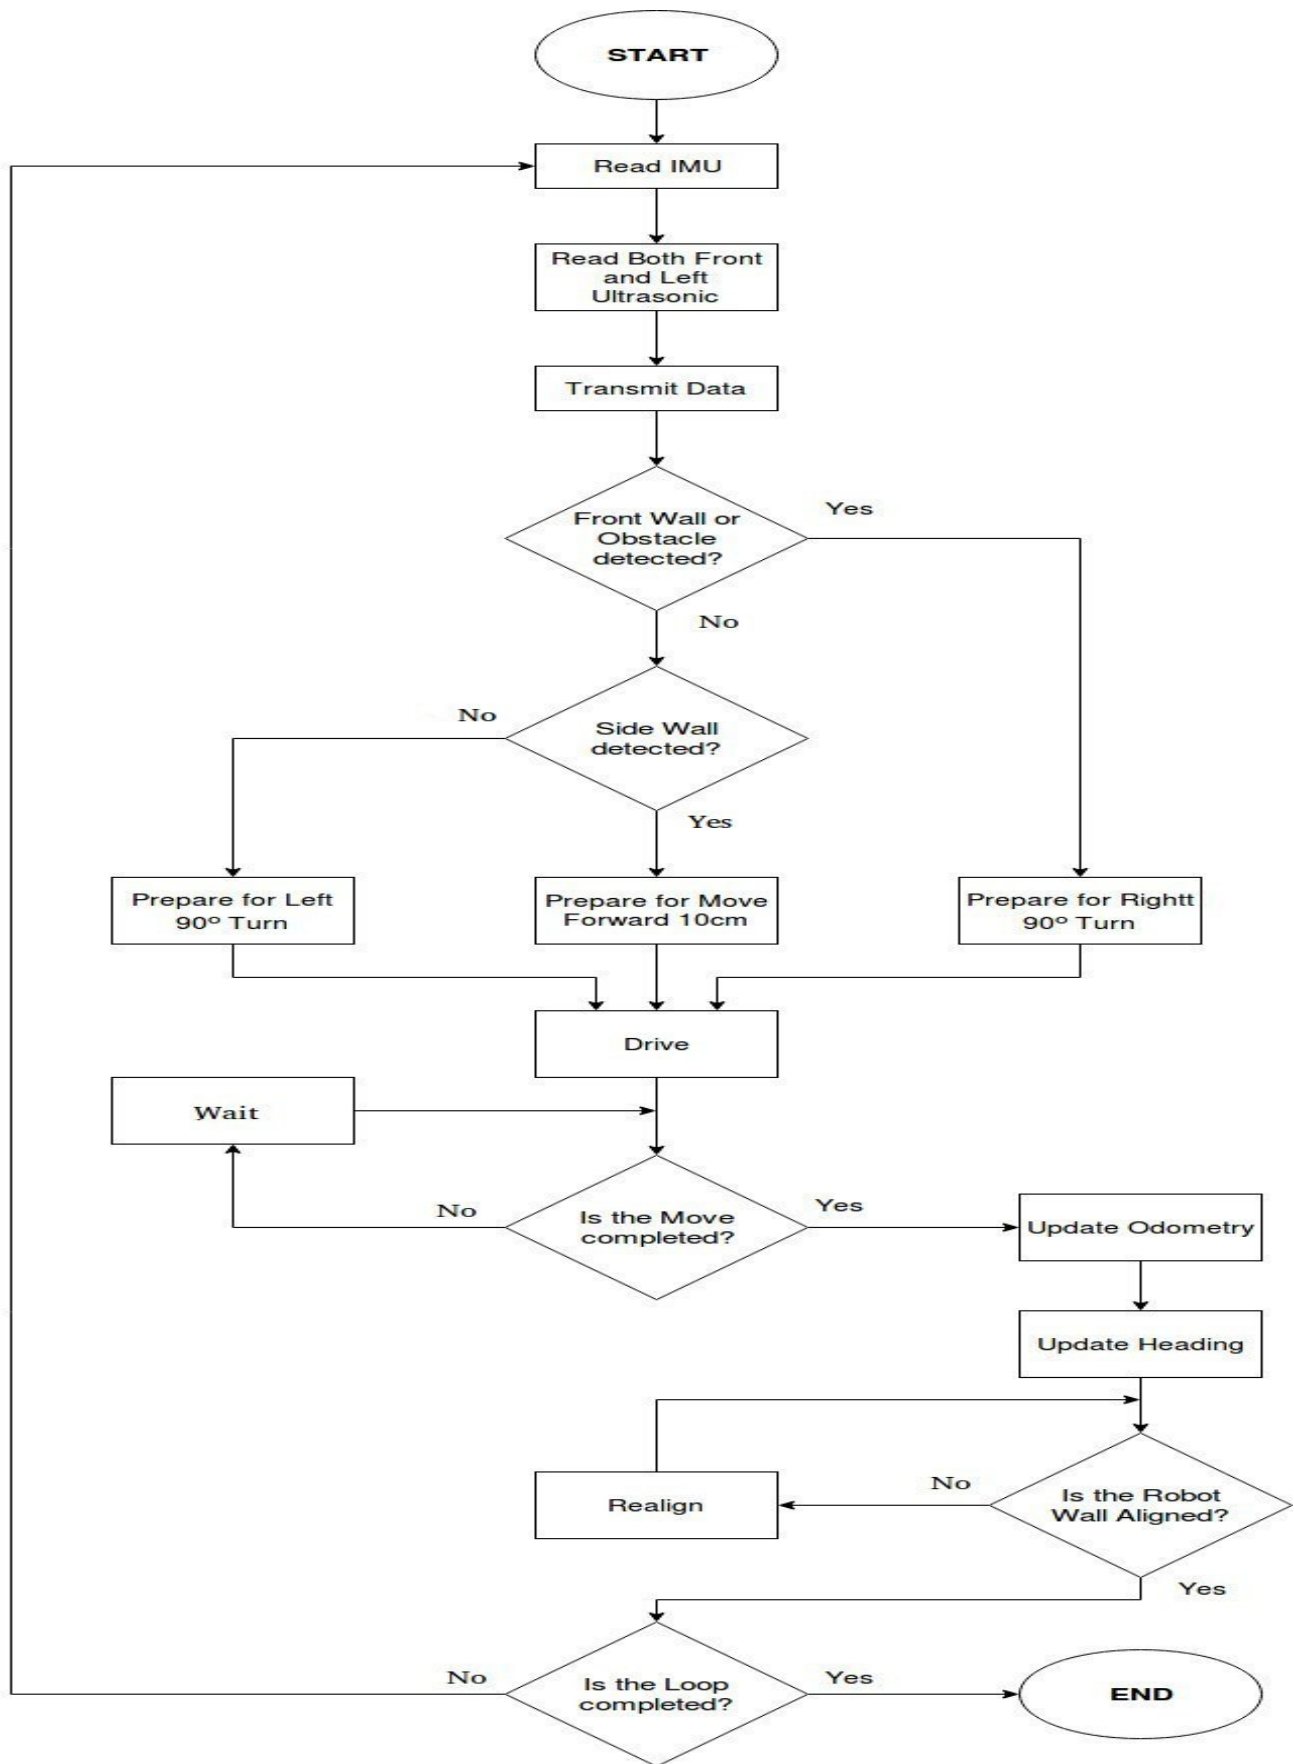 START
Read IMU
Read Both Front
and Left
Ultrasonic
Transmit Data
Front Wall or
Obstacle
detected?
Yes
No
Side Wall
detected?
No
Yes
Prepare for Left
90º Turn
Prepare for Move
Forward 10cm
Prepare for Rightt
90º Turn
Drive
Wait
Is the Move
completed?
No
Yes
Update Odometry
Update Heading
Is the Robot
Wall Aligned?
No
Realign
Yes
Is the Loop
completed?
No
Yes
END